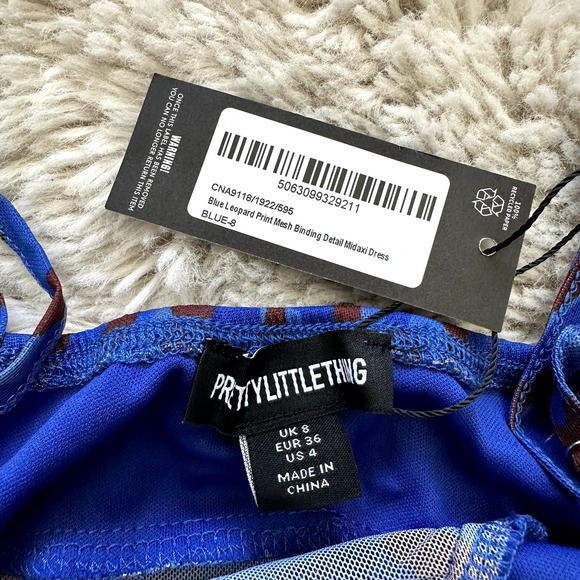 WARNING!
ONCE THIS LABEL HAS BEEN REMOVED
YOU CAN NO LONGER RETURN THIS ITEM
5063099329211
CNA9118/1922/595
Blue Leopard Print Mesh Binding Detail Midaxi Dress
BLUE-8
100%
RECYCLED PAPER
PRETTYLITTLETHING
UK 8
EUR 36
US 4
MADE IN
CHINA